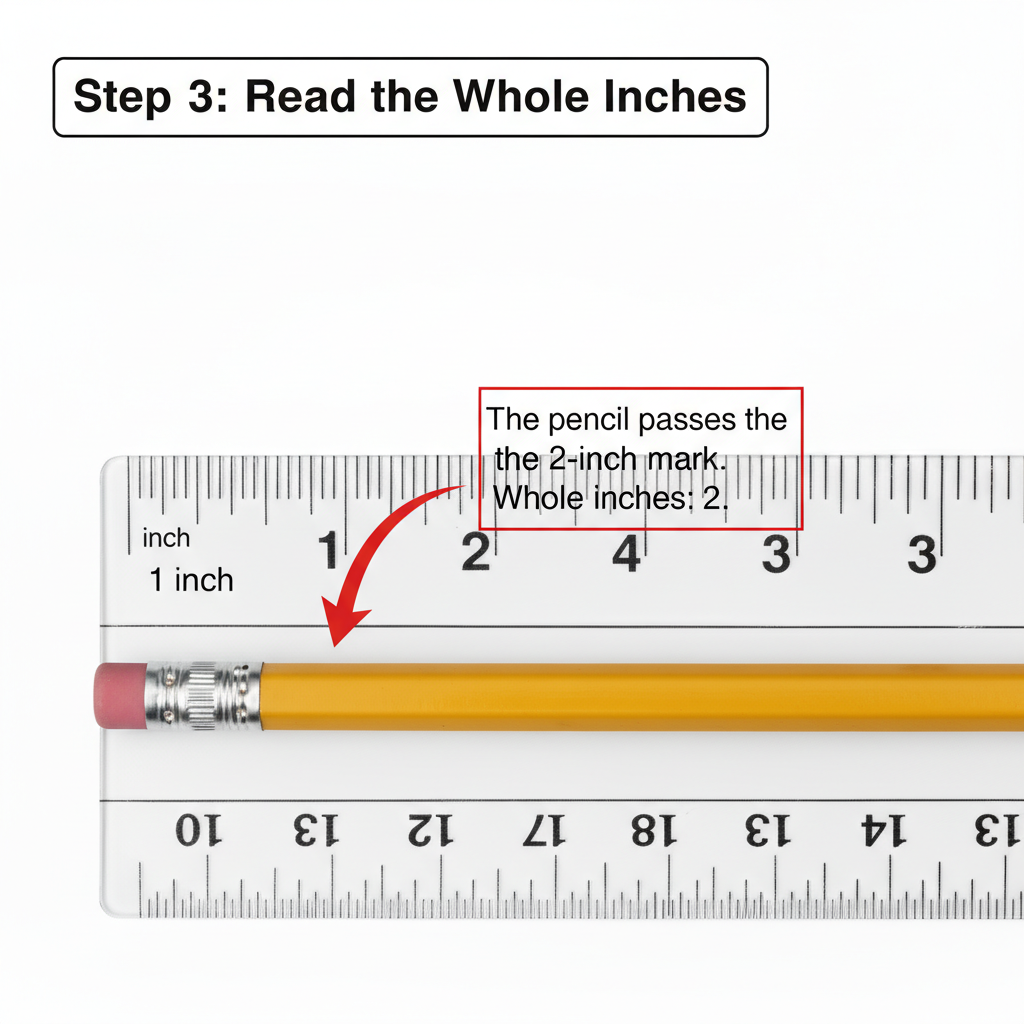 Step 3: Read the Whole Inches
The pencil passes the
the 2-inch mark.
Whole inches: 2.
inch
1 inch
1 2 4 3 3
10 13 12 17 18 13 14 13